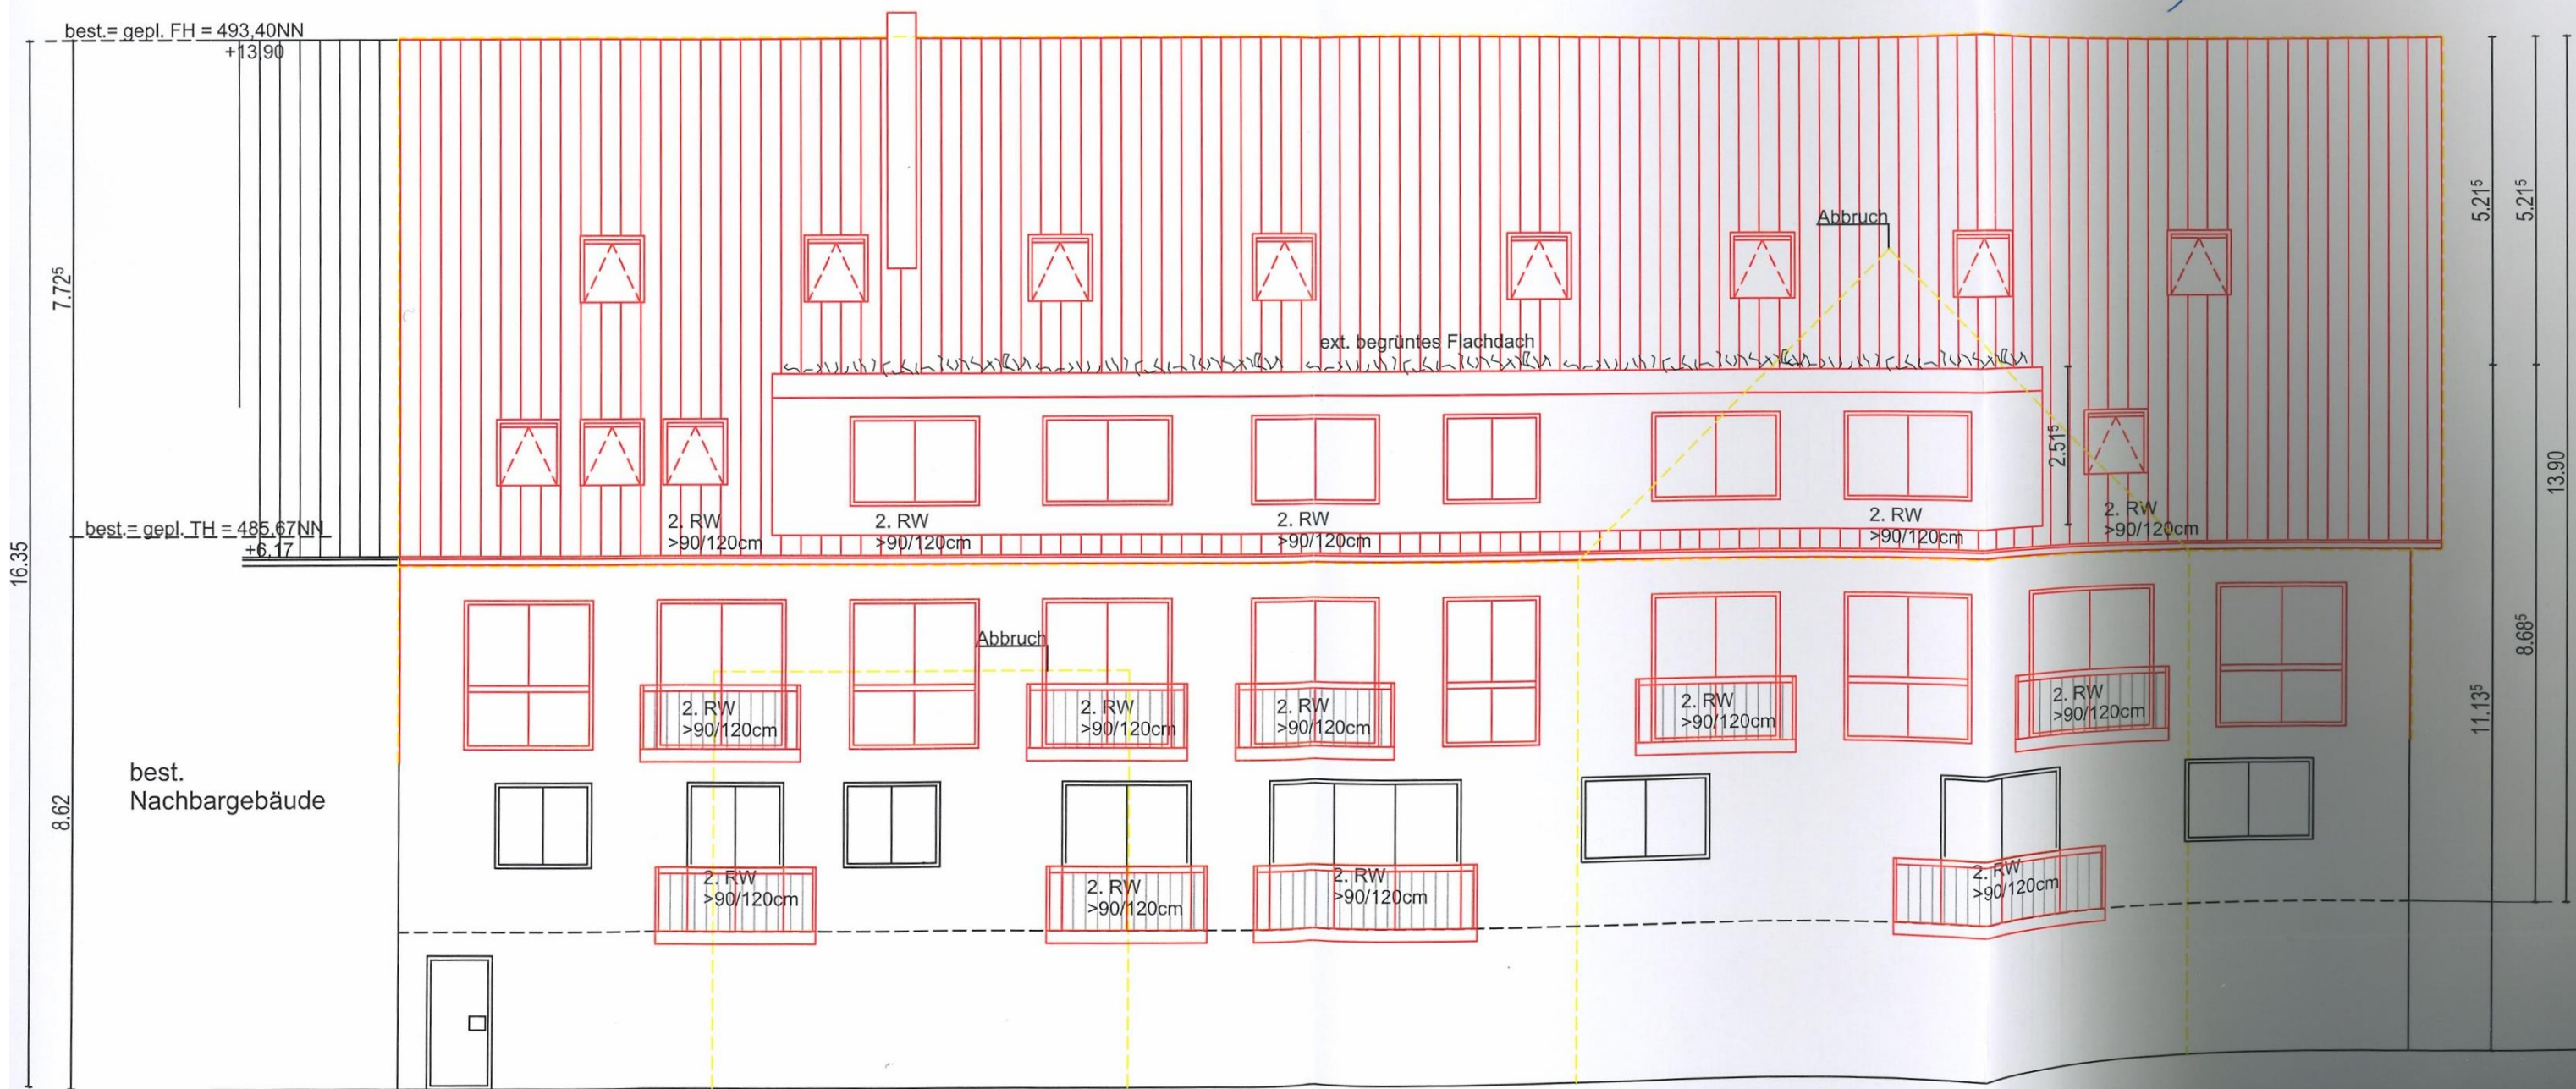 best.= gepl. FH = 493,40NN
+13,90
Abbruch
5.21⁵
5.21⁵
7.72⁵
ext. begrüntes Flachdach
2.51⁵
13.90
best.= gepl. TH = 485,67NN
+6,17
2. RW
>90/120cm
2. RW
>90/120cm
2. RW
>90/120cm
2. RW
>90/120cm
2. RW
>90/120cm
16.35
Abbruch
8.68⁵
2. RW
>90/120cm
2. RW
>90/120cm
2. RW
>90/120cm
2. RW
>90/120cm
2. RW
>90/120cm
11.13⁵
best.
Nachbargebäude
8.62
2. RW
>90/120cm
2. RW
>90/120cm
2. RW
>90/120cm
2. RW
>90/120cm